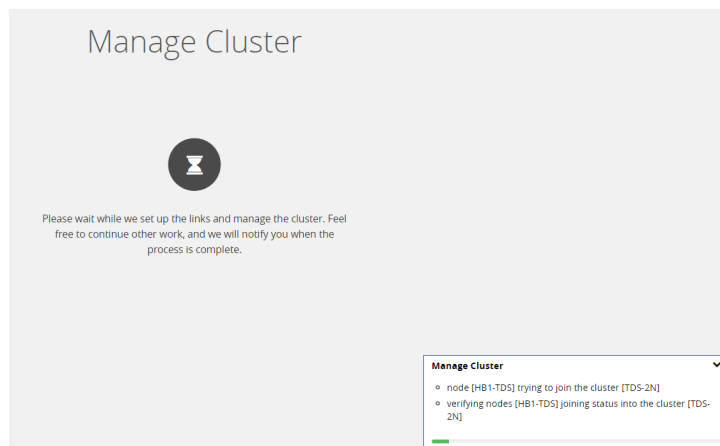 Manage Cluster
Please wait while we set up the links and manage the cluster. Feel
free to continue other work, and we will notify you when the
process is complete.
Manage Cluster
node [HB1-TDS] trying to join the cluster [TDS-2N]
verifying nodes [HB1-TDS] joining status into the cluster [TDS-
2N]